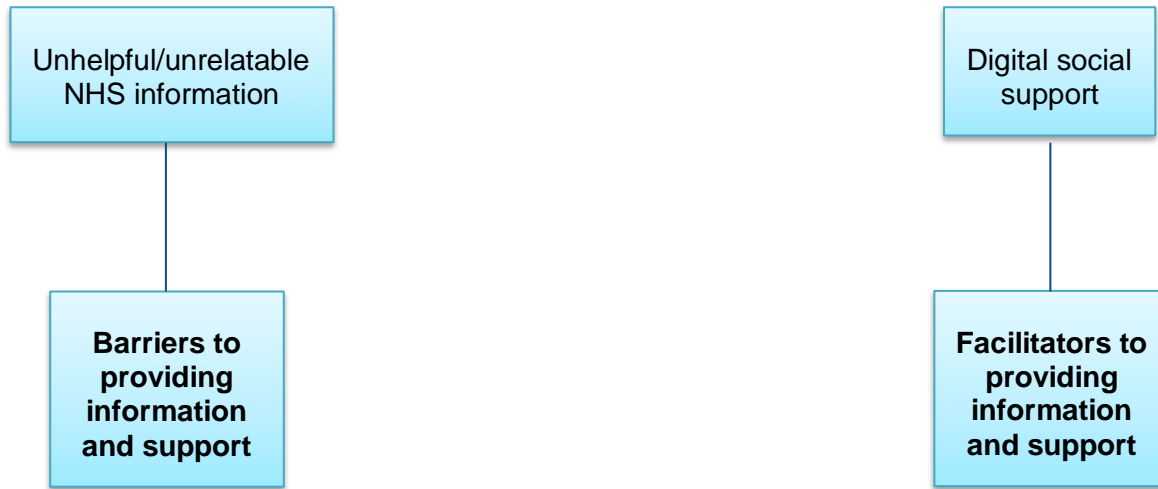 Unhelpful/unrelatable
NHS information
Digital social
support
Barriers to
providing
information
and support
Facilitators to
providing
information
and support